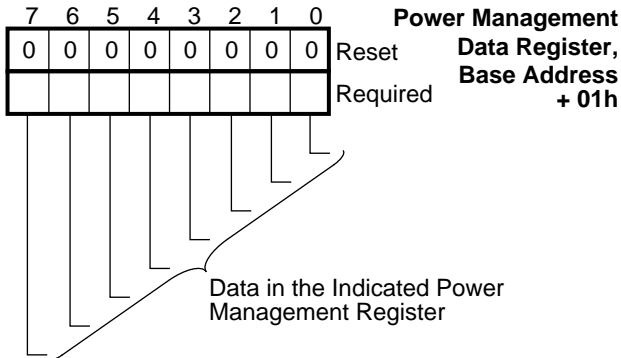 7 6 5 4 3 2 1 0
0 0 0 0 0 0 0 0 Reset
Required
Power Management
Data Register,
Base Address
+ 01h
Data in the Indicated Power
Management Register